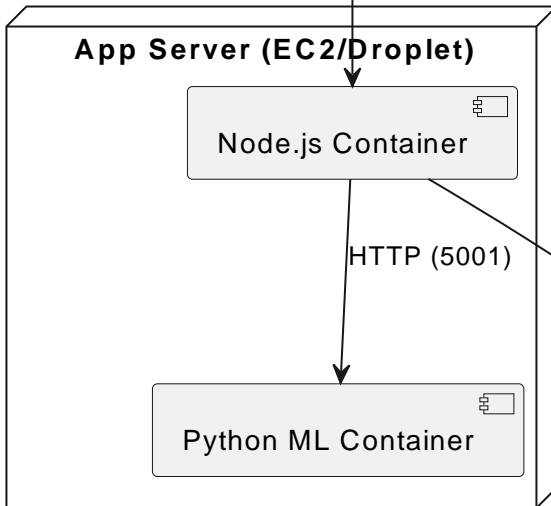 App Server (EC2/Droplet)
Node.js Container
HTTP (5001)
Python ML Container